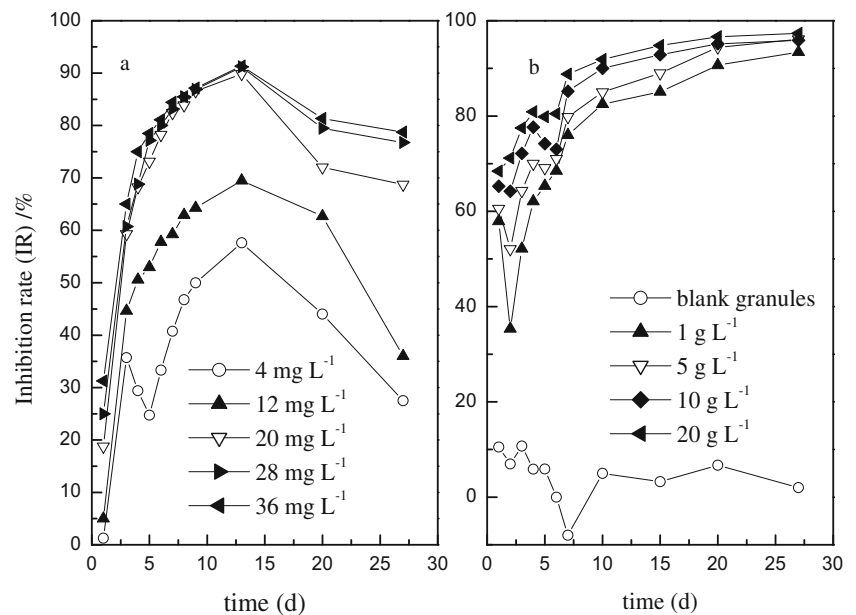 Inhibition rate (IR) /%
100
90
80
70
60
50
40
30
20
10
0
a
4 mg L-1
12 mg L-1
20 mg L-1
28 mg L-1
36 mg L-1
0 5 10 15 20 25 30
time (d)
100
80
60
40
20
0
b
blank granules
1 g L-1
5 g L-1
10 g L-1
20 g L-1
0 5 10 15 20 25 30
time (d)